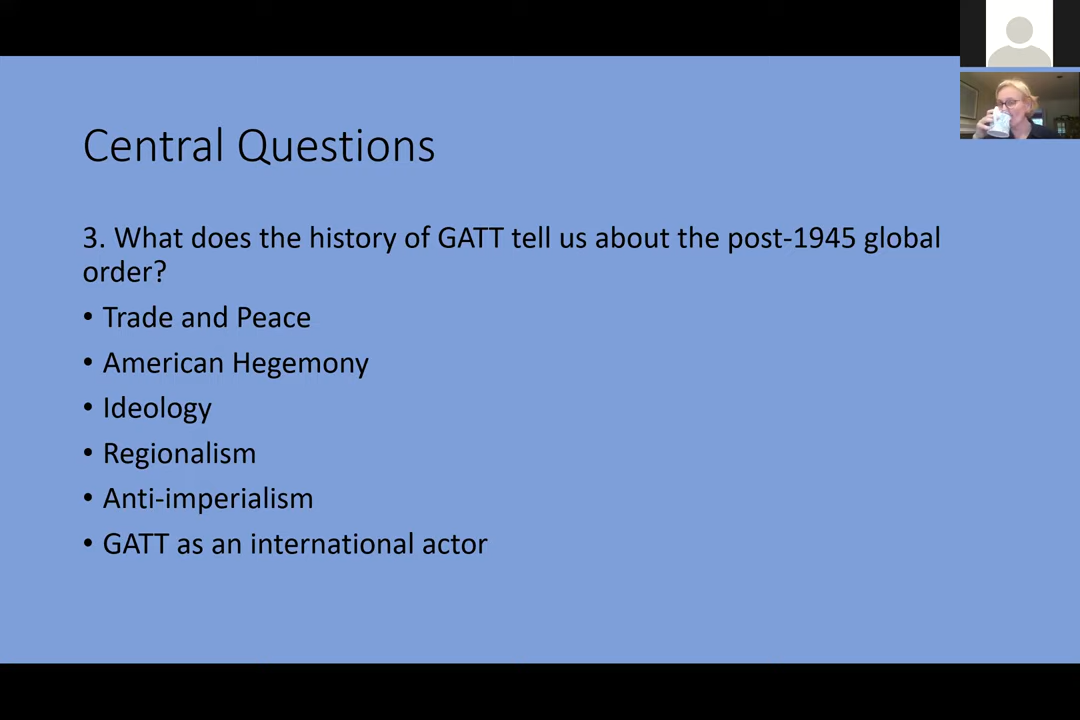 Central Questions
3. What does the history of GATT tell us about the post-1945 global
order?
• Trade and Peace
• American Hegemony
• Ideology
• Regionalism
• Anti-imperialism
• GATT as an international actor